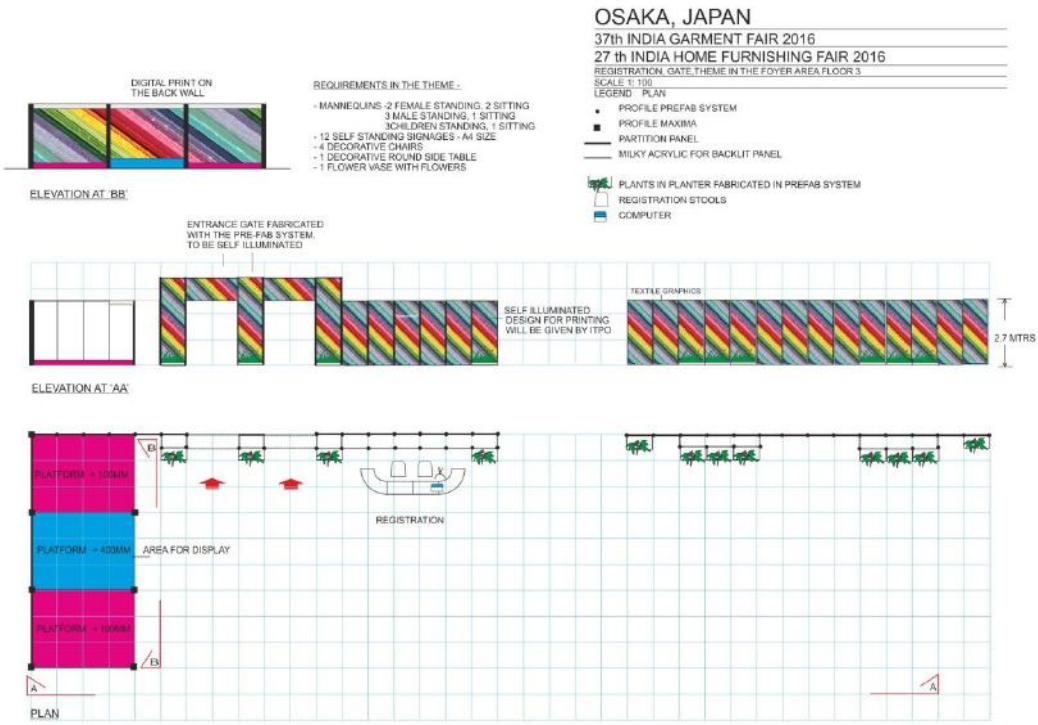 OSAKA, JAPAN
37th INDIA GARMENT FAIR 2016
27 th INDIA HOME FURNISHING FAIR 2016
REGISTRATION, GATE,THEME IN THE FOYER AREA FLOOR 3
SCALE 1: 100
LEGEND PLAN
PROFILE PREFAB SYSTEM
PROFILE MAXIMA
PARTITION PANEL
MILKY ACRYLIC FOR BACKLIT PANEL
PLANTS IN PLANTER FABRICATED IN PREFAB SYSTEM
REGISTRATION STOOLS
COMPUTER
DIGITAL PRINT ON
THE BACK WALL
ELEVATION AT 'BB'
REQUIREMENTS IN THE THEME -
- MANNEQUINS -2 FEMALE STANDING, 2 SITTING
3 MALE STANDING, 1 SITTING
3CHILDREN STANDING, 1 SITTING
- 12 SELF STANDING SIGNAGES - A4 SIZE
- 4 DECORATIVE CHAIRS
- 1 DECORATIVE ROUND SIDE TABLE
- 1 FLOWER VASE WITH FLOWERS
ENTRANCE GATE FABRICATED
WITH THE PRE-FAB SYSTEM.
TO BE SELF ILLUMINATED
SELF ILLUMINATED
DESIGN FOR PRINTING
WILL BE GIVEN BY ITPO
TEXTILE GRAPHICS
2.7 MTRS
ELEVATION AT 'AA'
B
PLATFORM + 100MM
REGISTRATION
PLATFORM + 400MM
AREA FOR DISPLAY
PLATFORM + 100MM
B
A
A
PLAN